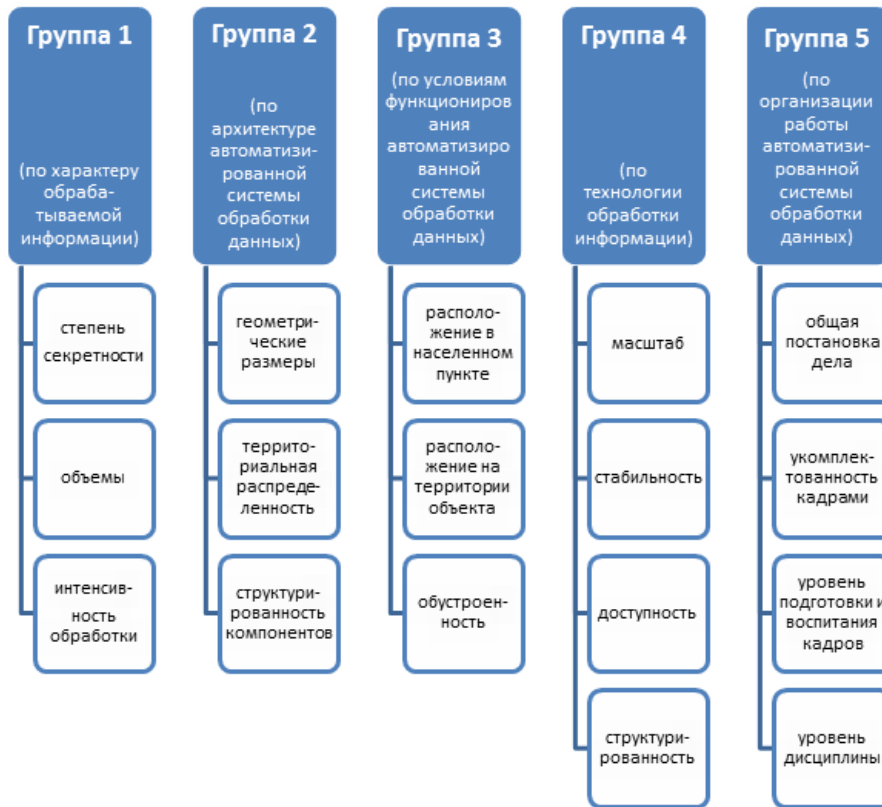 Группа 1
(по характеру
обраба-
тываемой
информации)
степень
секретности
объемы
интенсив-
ность
обработки
Группа 2
(по
архитектуре
автоматизи-
рованной
системы
обработки
данных)
геометри-
ческие
размеры
террито-
риальная
распреде-
ленность
структури-
рованность
компонентов
Группа 3
(по условиям
функциониров
ания
автоматизиро
ванной
системы
обработки
данных)
располо-
жение в
населенном
пункте
располо-
жение на
территории
объекта
обустроен-
ность
Группа 4
(по
технологии
обработки
информации)
масштаб
стабильность
доступность
структури-
рованность
Группа 5
(по
организации
работы
автоматизи-
рованной
системы
обработки
данных)
общая
постановка
дела
укомплек-
тованность
кадрами
уровень
подготовки и
воспитания
кадров
уровень
дисциплины